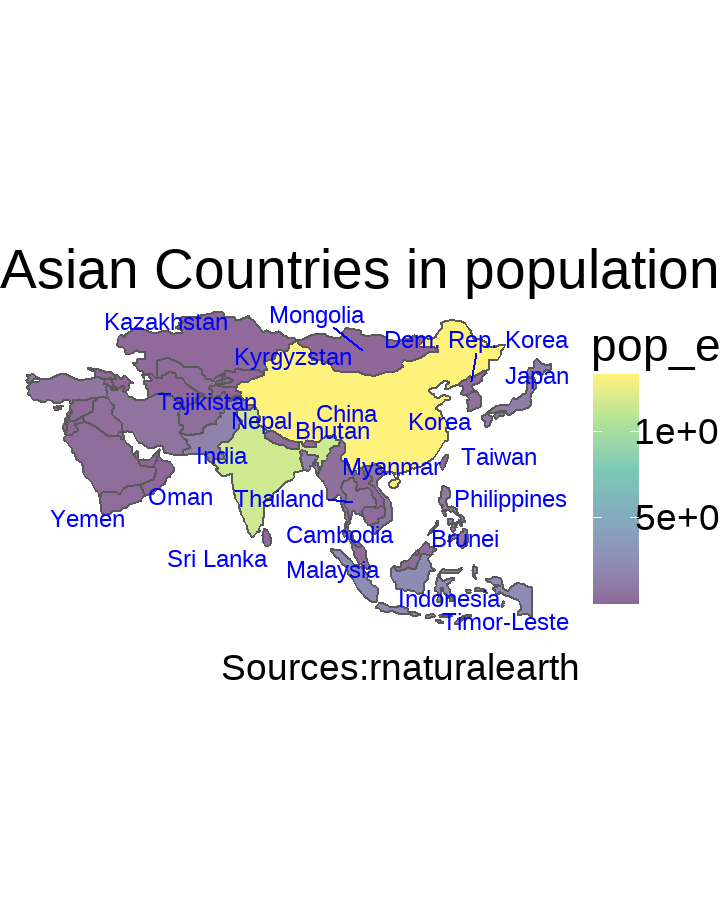 Asian Countries in population
Mongolia
Kazakhstan
Dem. Rep. Korea
Kyrgyzstan
Japan
Tajikistan
China
Nepal
Korea
Bhutan
India
Taiwan
Myanmar
Oman
Thailand
Philippines
Yemen
Cambodia
Brunei
Sri Lanka
Malaysia
Indonesia
Timor-Leste
pop_e
1e+0
5e+0
Sources:rnaturalearth